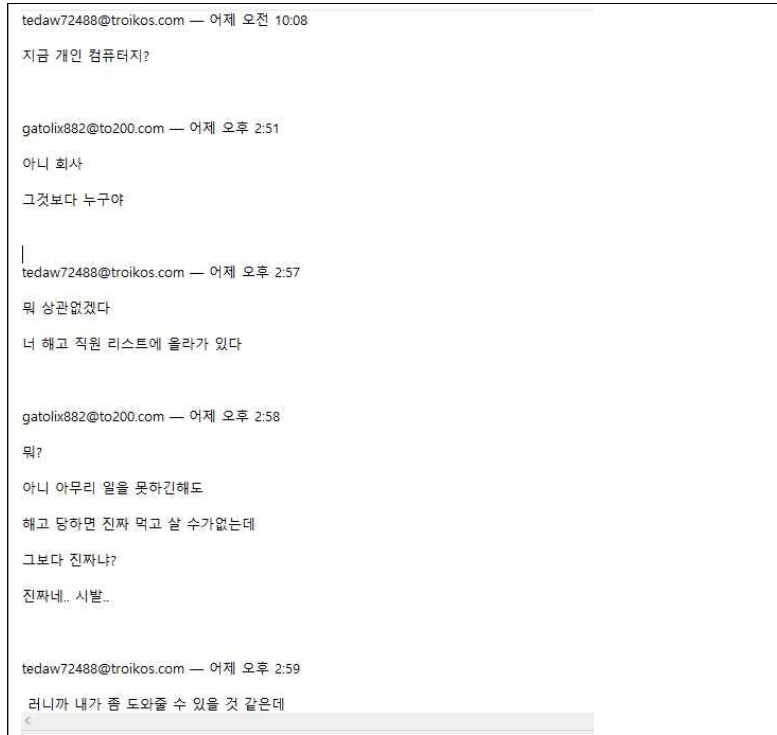 tedaw72488@troikos.com — 어제 오전 10:08
지금 개인 컴퓨터지?
gatolix882@to200.com — 어제 오후 2:51
아니 회사
그것보다 누구야
tedaw72488@troikos.com — 어제 오후 2:57
뭐 상관없겠다
너 해고 직원 리스트에 올라가 있다
gatolix882@to200.com — 어제 오후 2:58
뭐?
아니 아무리 일을 못하긴해도
해고 당하면 진짜 먹고 살 수가없는데
그보다 진짜냐?
진짜네.. 시발..
tedaw72488@troikos.com — 어제 오후 2:59
러니까 내가 좀 도와줄 수 있을 것 같은데